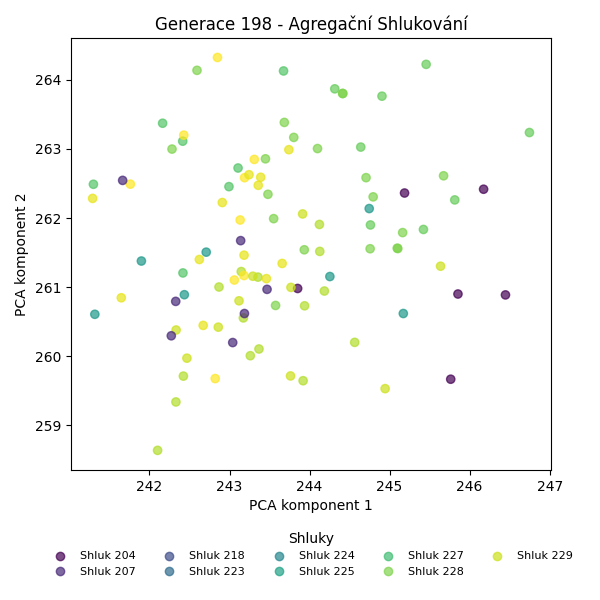 Generace 198 - Agregační Shlukování
264
263
262
261
260
259
PCA komponent 2
242
243
244
245
246
247
PCA komponent 1
Shluky
Shluk 204
Shluk 218
Shluk 224
Shluk 227
Shluk 229
Shluk 207
Shluk 223
Shluk 225
Shluk 228